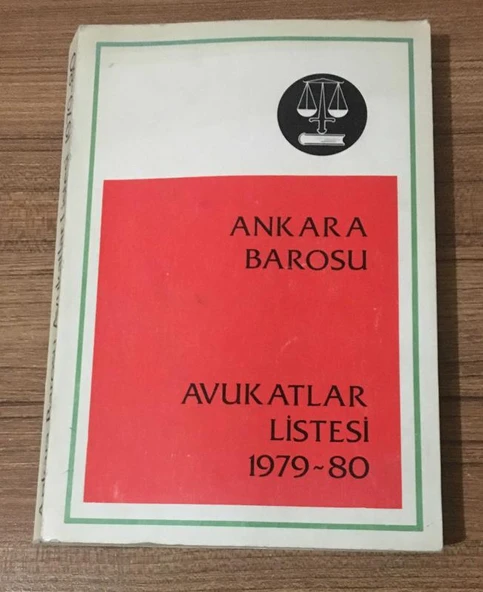 ANKARA
BAROSU
AVUKATLAR
LİSTESİ
1979~80